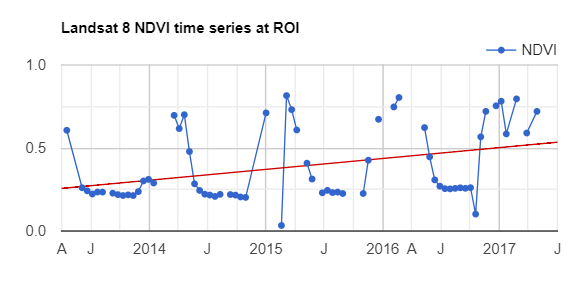 Landsat 8 NDVI time series at ROI
NDVI
1.0
0.5
0.0
A J 2014 J 2015 J 2016 A J 2017 J